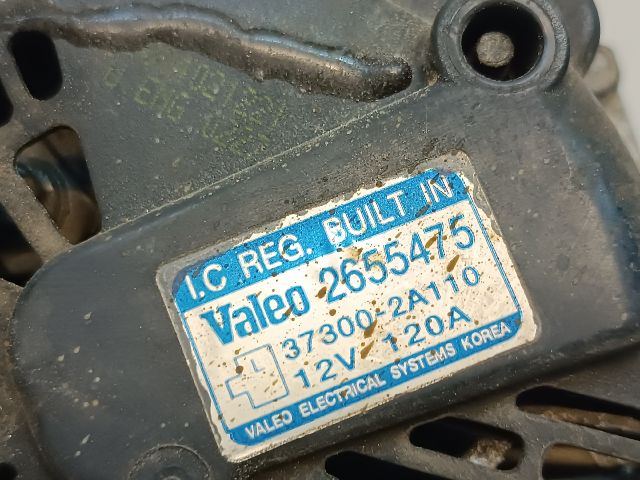 I.C REG. BUILT IN
Valeo 2655475
37300-2A110
12V 120A
VALEO ELECTRICAL SYSTEMS KOREA